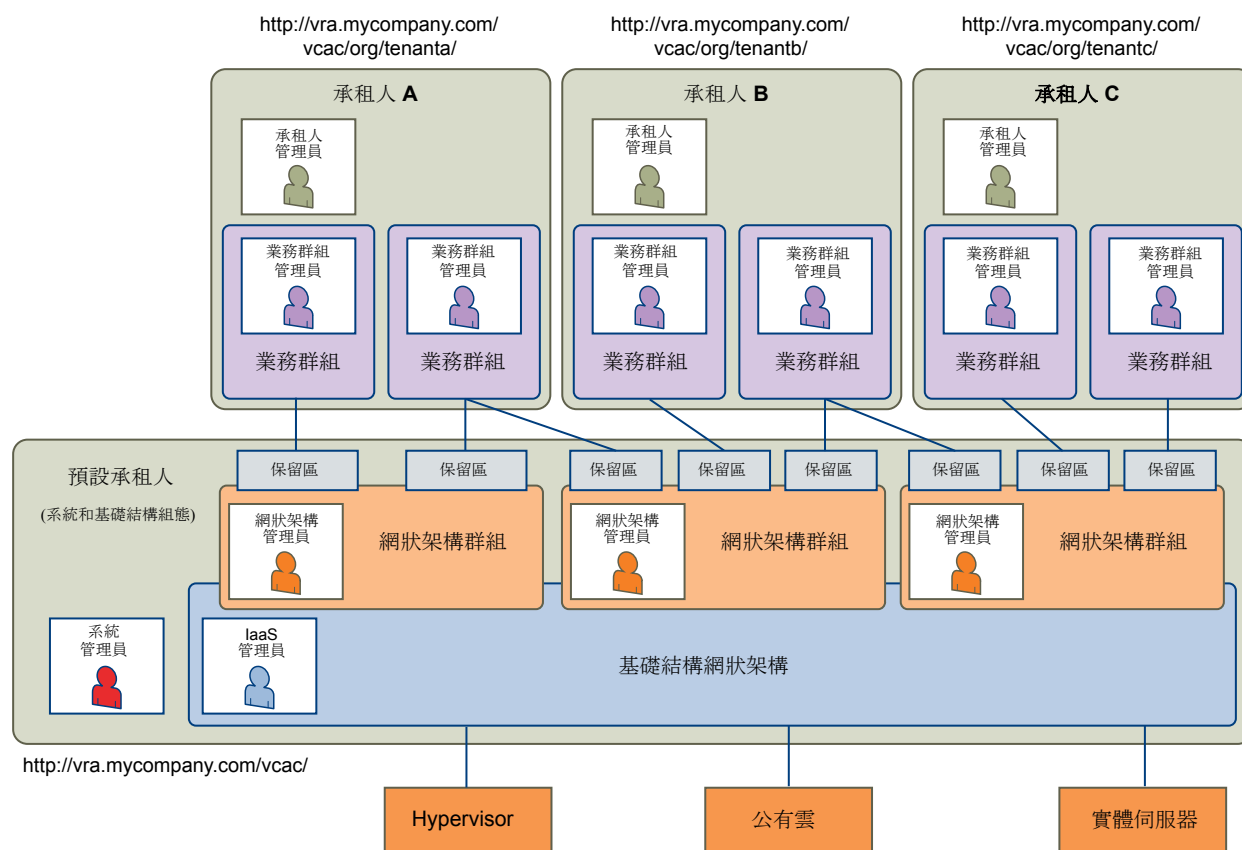 http://vra.mycompany.com/
vcac/org/tenanta/
http://vra.mycompany.com/
vcac/org/tenantb/
http://vra.mycompany.com/
vcac/org/tenantc/
承租人 A
承租人 B
承租人 C
承租人
管理員
承租人
管理員
承租人
管理員
業務群組
管理員
業務群組
管理員
業務群組
管理員
業務群組
管理員
業務群組
管理員
業務群組
管理員
業務群組
業務群組
業務群組
業務群組
業務群組
業務群組
預設承租人
(系統和基礎結構組態)
保留區
保留區
保留區
保留區
保留區
保留區
保留區
保留區
網狀架構
管理員
網狀架構群組
網狀架構
管理員
網狀架構群組
網狀架構
管理員
網狀架構群組
系統
管理員
IaaS
管理員
基礎結構網狀架構
http://vra.mycompany.com/vcac/
Hypervisor
公有雲
實體伺服器